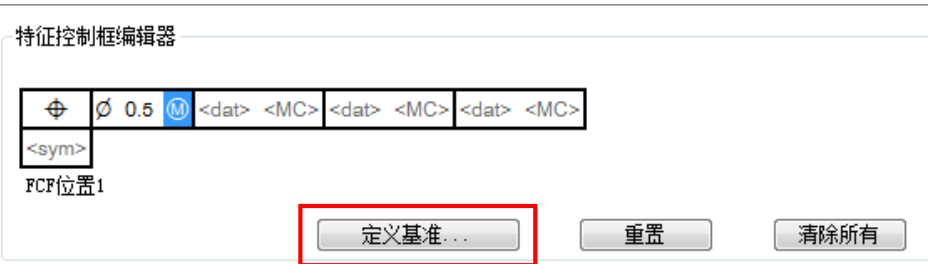 特征控制框编辑器
⌖ Ø 0.5 Ⓜ <dat> <MC> <dat> <MC> <dat> <MC>
<sym>
FCF位置1
定义基准... 重置 清除所有